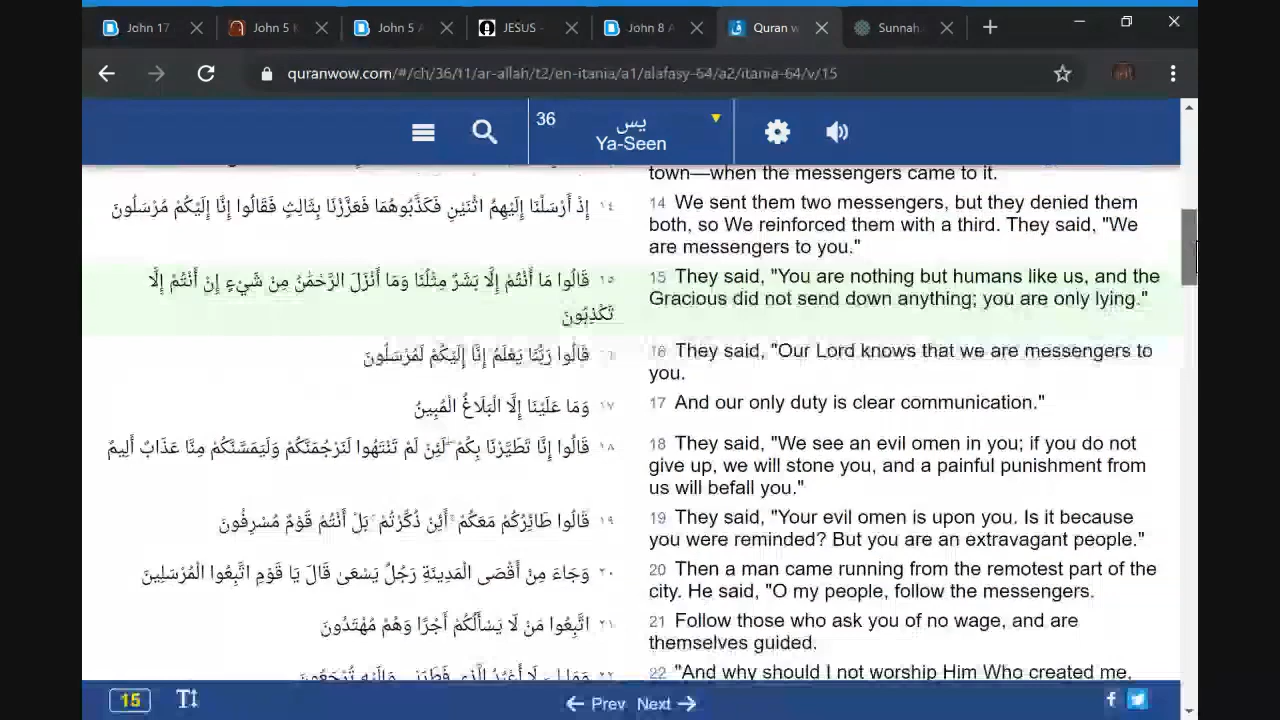 John 17
John 5
John 5
JESUS -
John 8
Quran w
Sunnah.
quranwow.com/#/ch/36/t1/ar-allah/t2/en-itania/a1/alafasy-64/a2/itania-64/v/15
36
يس
Ya-Seen
town—when the messengers came to it.
١٤ إِذْ أَرْسَلْنَا إِلَيْهِمُ اثْنَيْنِ فَكَذَّبُوهُمَا فَعَزَّزْنَا بِثَالِثٍ فَقَالُوا إِنَّا إِلَيْكُمْ مُرْسَلُونَ
14 We sent them two messengers, but they denied them
both, so We reinforced them with a third. They said, "We
are messengers to you."
١٥ قَالُوا مَا أَنْتُمْ إِلَّا بَشَرٌ مِثْلُنَا وَمَا أَنْزَلَ الرَّحْمَٰنُ مِنْ شَيْءٍ إِنْ أَنْتُمْ إِلَّا
تَكْذِبُونَ
15 They said, "You are nothing but humans like us, and the
Gracious did not send down anything; you are only lying."
١٦ قَالُوا رَبُّنَا يَعْلَمُ إِنَّا إِلَيْكُمْ لَمُرْسَلُونَ
16 They said, "Our Lord knows that we are messengers to
you.
١٧ وَمَا عَلَيْنَا إِلَّا الْبَلَاغُ الْمُبِينُ
17 And our only duty is clear communication."
١٨ قَالُوا إِنَّا تَطَيَّرْنَا بِكُمْ ۖ لَئِنْ لَمْ تَنْتَهُوا لَنَرْجُمَنَّكُمْ وَلَيَمَسَّنَّكُمْ مِنَّا عَذَابٌ أَلِيمٌ
18 They said, "We see an evil omen in you; if you do not
give up, we will stone you, and a painful punishment from
us will befall you."
١٩ قَالُوا طَائِرُكُمْ مَعَكُمْ ۚ أَئِنْ ذُكِّرْتُمْ ۚ بَلْ أَنْتُمْ قَوْمٌ مُسْرِفُونَ
19 They said, "Your evil omen is upon you. Is it because
you were reminded? But you are an extravagant people."
٢٠ وَجَاءَ مِنْ أَقْصَى الْمَدِينَةِ رَجُلٌ يَسْعَىٰ قَالَ يَا قَوْمِ اتَّبِعُوا الْمُرْسَلِينَ
20 Then a man came running from the remotest part of the
city. He said, "O my people, follow the messengers.
٢١ اتَّبِعُوا مَنْ لَا يَسْأَلُكُمْ أَجْرًا وَهُمْ مُهْتَدُونَ
21 Follow those who ask you of no wage, and are
themselves guided.
22 "And why should I not worship Him Who created me,
15
Prev Next